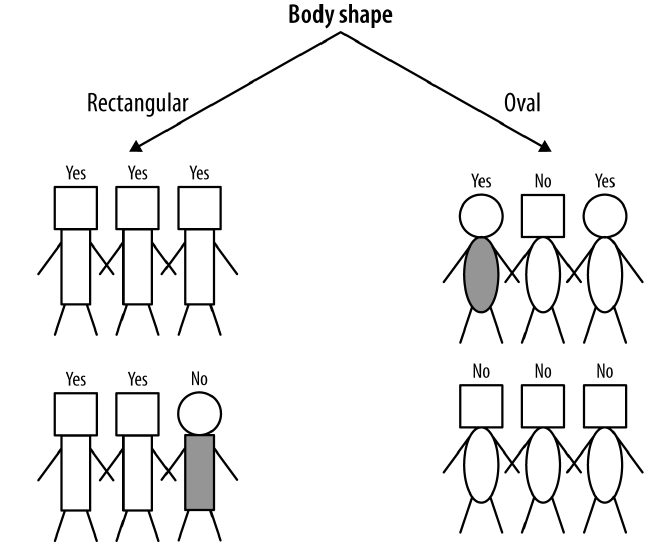 Body shape
Rectangular
Oval
Yes Yes Yes
Yes No Yes
Yes Yes No
No No No